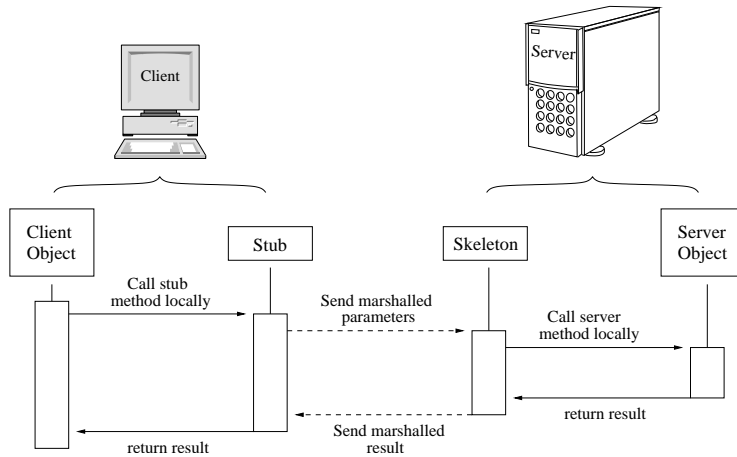 Client
Server
Client
Object
Stub
Skeleton
Server
Object
Call stub
method locally
Send marshalled
parameters
Call server
method locally
return result
Send marshalled
result
return result